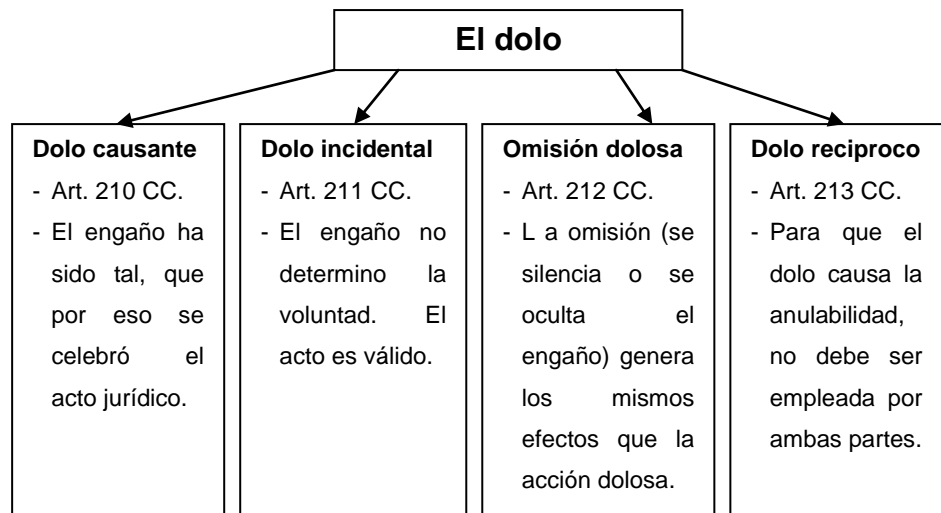 El dolo
Dolo causante
- Art. 210 CC.
- El engaño ha
sido tal, que
por eso se
celebró el
acto jurídico.
Dolo incidental
- Art. 211 CC.
- El engaño no
determino la
voluntad. El
acto es válido.
Omisión dolosa
- Art. 212 CC.
- L a omisión (se
silencia o se
oculta el
engaño) genera
los mismos
efectos que la
acción dolosa.
Dolo reciproco
- Art. 213 CC.
- Para que el
dolo causa la
anulabilidad,
no debe ser
empleada por
ambas partes.